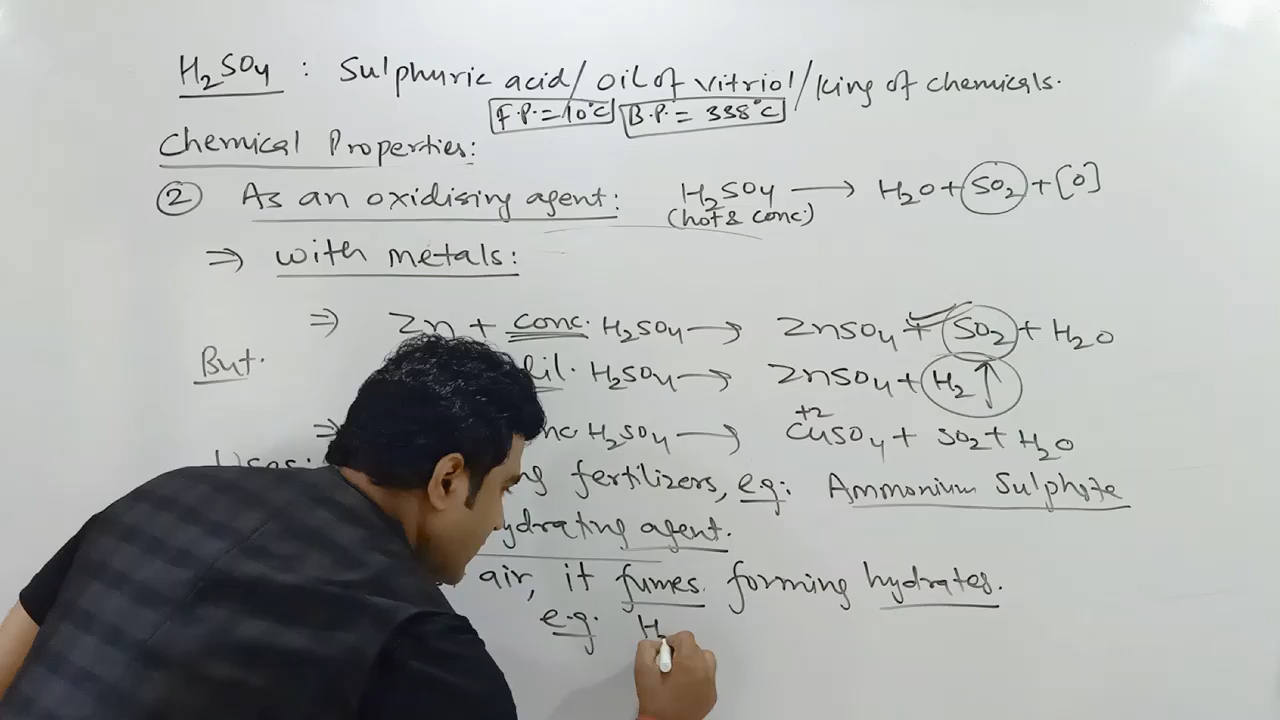 H₂SO₄ : Sulphuric acid/oil of vitriol/king of chemicals.
F.P.=10°C B.P.= 338°C
Chemical Properties:
② As an oxidising agent: H₂SO₄ → H₂O+SO₂+[O]
(hot & conc.)
⇒ with metals:
⇒ Zn + conc. H₂SO₄ → ZnSO₄ + SO₂ + H₂O
But. dil. H₂SO₄ → ZnSO₄ + H₂↑
+2
⇒ H₂SO₄ → CuSO₄ + SO₂ + H₂O
Uses: fertilizers, eg: Ammonium Sulphate
agent.
air, it fumes forming hydrates.
e.g. H